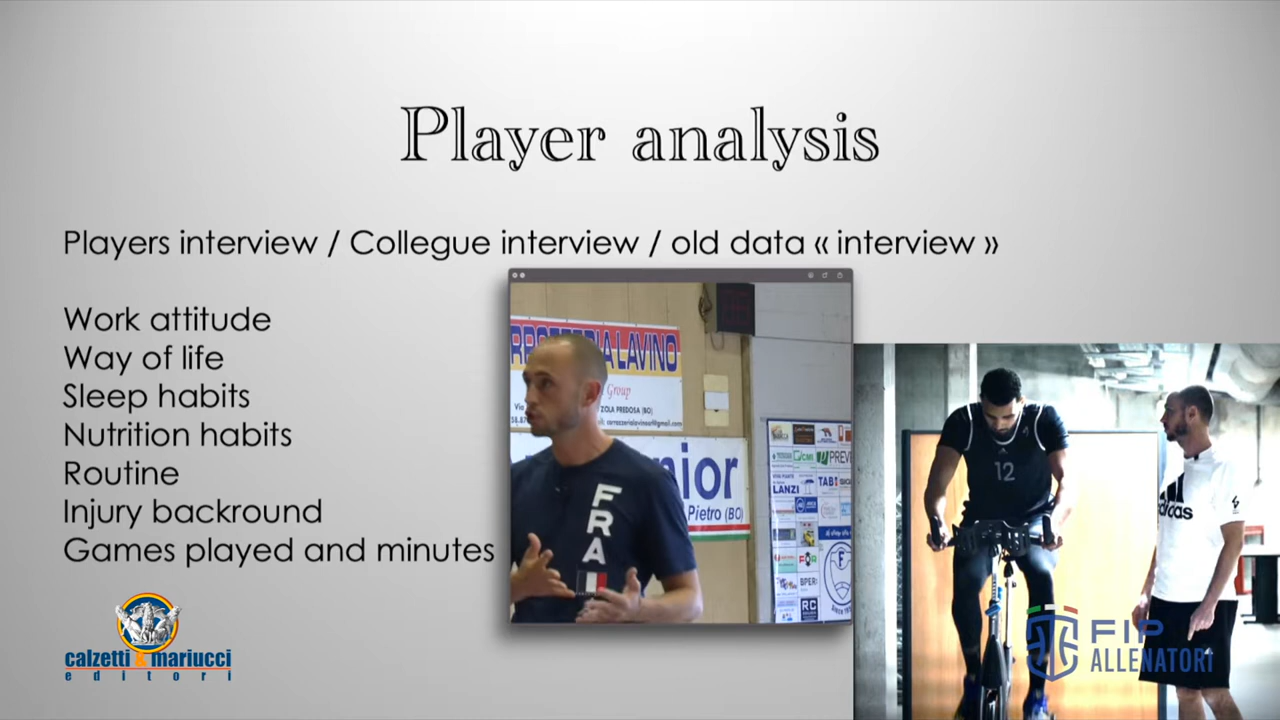 Player analysis
Players interview / Collegue interview / old data « interview »
Work attitude
Way of life
Sleep habits
Nutrition habits
Routine
Injury backround
Games played and minutes
Group
ZOLA PREDOSA (BO)
nior
Pietro (BO)
LANZI
TAB
BPER
RC
FRA
12
adidas
calzetti & mariucci
editori
FIP
ALLENATORI